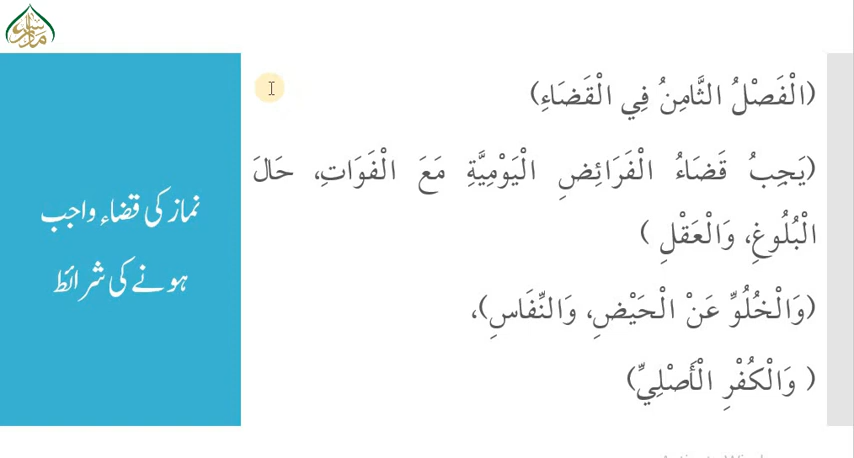 (الْفَصْلُ الثَّامِنُ فِي الْقَضَاءِ)
(يَجِبُ قَضَاءُ الْفَرَائِضِ الْيَوْمِيَّةِ مَعَ الْفَوَاتِ، حَالَ
الْبُلُوغِ، وَالْعَقْلِ )
(وَالْخُلُوِّ عَنْ الْحَيْضِ، وَالنِّفَاسِ)،
( وَالْكُفْرِ الْأَصْلِيِّ)
نماز کی قضاء واجب
ہونے کی شرائط